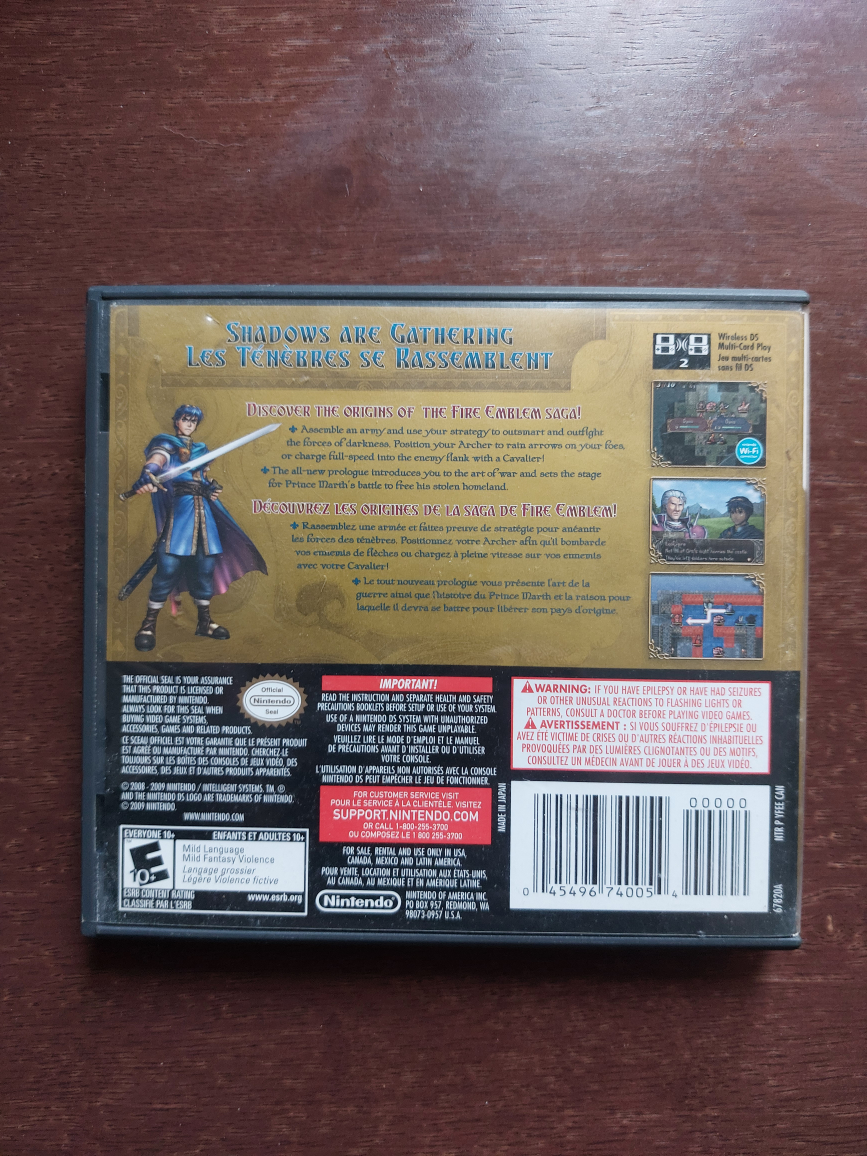 SHADOWS ARE GATHERING
LES TÉNÈBRES SE RASSEMBLENT
Wireless DS
Multi-Card Play
Jeu multi-cartes
sans fil DS
2
DISCOVER THE ORIGINS OF THE FIRE EMBLEM SAGA!
Assemble an army and use your strategy to outsmart and outfight
the forces of darkness. Position your Archer to rain arrows on your foes,
or charge full-speed into the enemy flank with a Cavalier!
The all-new prologue introduces you to the art of war and sets the stage
for Prince Marth's battle to free his stolen homeland.
DÉCOUVREZ LES ORIGINES DE LA SAGA DE FIRE EMBLEM!
Rassemblez une armée et faites preuve de stratégie pour anéantir
les forces des ténèbres. Positionnez votre Archer afin qu'il bombarde
vos ennemis de flèches ou chargez à pleine vitesse sur vos ennemis
avec votre Cavalier!
Le tout nouveau prologue vous présente l'art de la
guerre ainsi que l'histoire du Prince Marth et la raison pour
laquelle il devra se battre pour libérer son pays d'origine.
Wi-Fi
THE OFFICIAL SEAL IS YOUR ASSURANCE
THAT THIS PRODUCT IS LICENSED OR
MANUFACTURED BY NINTENDO.
ALWAYS LOOK FOR THIS SEAL WHEN
BUYING VIDEO GAME SYSTEMS,
ACCESSORIES, GAMES AND RELATED PRODUCTS.
CE SCEAU OFFICIEL EST VOTRE GARANTIE QUE LE PRÉSENT PRODUIT
EST AGRÉÉ OU MANUFACTURÉ PAR NINTENDO. CHERCHEZ-LE
TOUJOURS SUR LES BOÎTES DES CONSOLES DE JEUX VIDÉO, DES
ACCESSOIRES, DES JEUX ET D'AUTRES PRODUITS APPARENTÉS.
Official
Nintendo
Seal
© 2008 - 2009 NINTENDO / INTELLIGENT SYSTEMS. TM, ®
AND THE NINTENDO DS LOGO ARE TRADEMARKS OF NINTENDO.
© 2009 NINTENDO.
WWW.NINTENDO.COM
EVERYONE 10+ ENFANTS ET ADULTES 10+
E
10+
Mild Language
Mild Fantasy Violence
Langage grossier
Légère Violence fictive
ESRB CONTENT RATING www.esrb.org
CLASSIFIÉ PAR L'ESRB
IMPORTANT!
READ THE INSTRUCTION AND SEPARATE HEALTH AND SAFETY
PRECAUTIONS BOOKLETS BEFORE SETUP OR USE OF YOUR SYSTEM.
USE OF A NINTENDO DS SYSTEM WITH UNAUTHORIZED
DEVICES MAY RENDER THIS GAME UNPLAYABLE.
VEUILLEZ LIRE LE MODE D'EMPLOI ET LE MANUEL
DE PRÉCAUTIONS AVANT D'INSTALLER OU D'UTILISER
VOTRE CONSOLE.
L'UTILISATION D'APPAREILS NON AUTORISÉS AVEC LA CONSOLE
NINTENDO DS PEUT EMPÊCHER LE JEU DE FONCTIONNER.
FOR CUSTOMER SERVICE VISIT
POUR LE SERVICE À LA CLIENTÈLE, VISITEZ
SUPPORT.NINTENDO.COM
OR CALL 1-800-255-3700
OU COMPOSEZ LE 1 800 255-3700
FOR SALE, RENTAL AND USE ONLY IN USA,
CANADA, MEXICO AND LATIN AMERICA.
POUR VENTE, LOCATION ET UTILISATION AUX ÉTATS-UNIS,
AU CANADA, AU MEXIQUE ET EN AMÉRIQUE LATINE.
Nintendo®
NINTENDO OF AMERICA INC.
PO BOX 957, REDMOND, WA
98073-0957 U.S.A.
WARNING: IF YOU HAVE EPILEPSY OR HAVE HAD SEIZURES
OR OTHER UNUSUAL REACTIONS TO FLASHING LIGHTS OR
PATTERNS, CONSULT A DOCTOR BEFORE PLAYING VIDEO GAMES.
AVERTISSEMENT : SI VOUS SOUFFREZ D'ÉPILEPSIE OU
AVEZ ÉTÉ VICTIME DE CRISES OU D'AUTRES RÉACTIONS INHABITUELLES
PROVOQUÉES PAR DES LUMIÈRES CLIGNOTANTES OU DES MOTIFS,
CONSULTEZ UN MÉDECIN AVANT DE JOUER À DES JEUX VIDÉO.
MADE IN JAPAN
00000
0 45496 74005 4
67820A
NTR P YFEE CAN